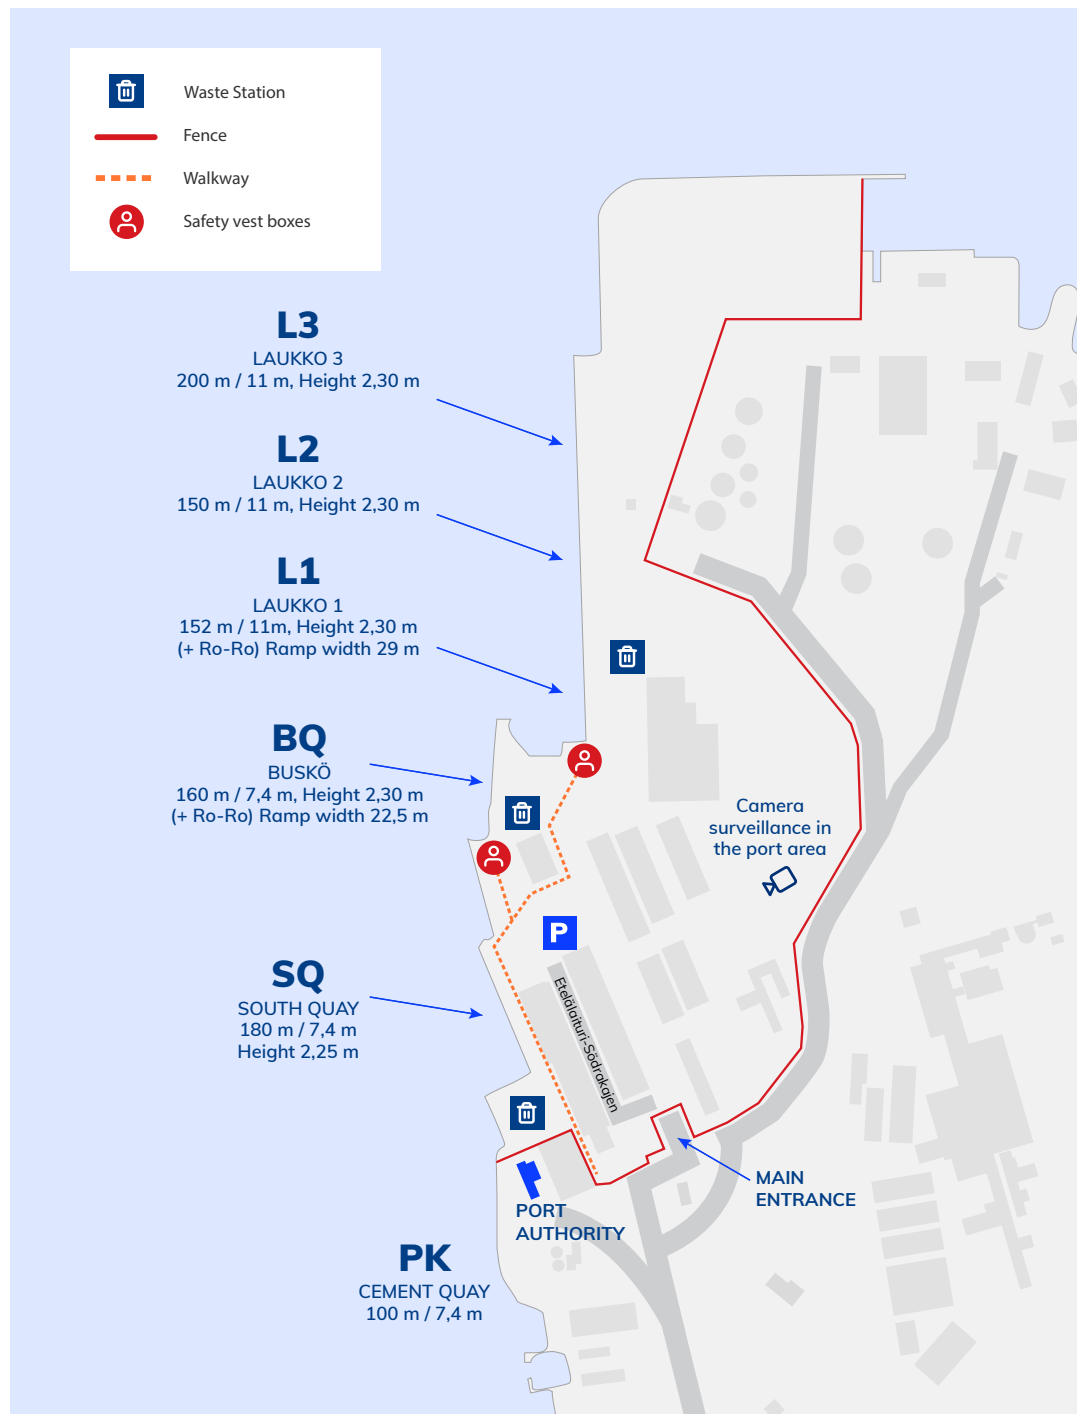 Waste Station
Fence
Walkway
Safety vest boxes
L3
LAUKKO 3
200 m / 11 m, Height 2,30 m
L2
LAUKKO 2
150 m / 11 m, Height 2,30 m
L1
LAUKKO 1
152 m / 11m, Height 2,30 m
(+ Ro-Ro) Ramp width 29 m
BQ
BUSKÖ
160 m / 7,4 m, Height 2,30 m
(+ Ro-Ro) Ramp width 22,5 m
Camera
surveillance in
the port area
P
SQ
SOUTH QUAY
180 m / 7,4 m
Height 2,25 m
Etelälaituri-Södrakajen
MAIN
ENTRANCE
PORT
AUTHORITY
PK
CEMENT QUAY
100 m / 7,4 m